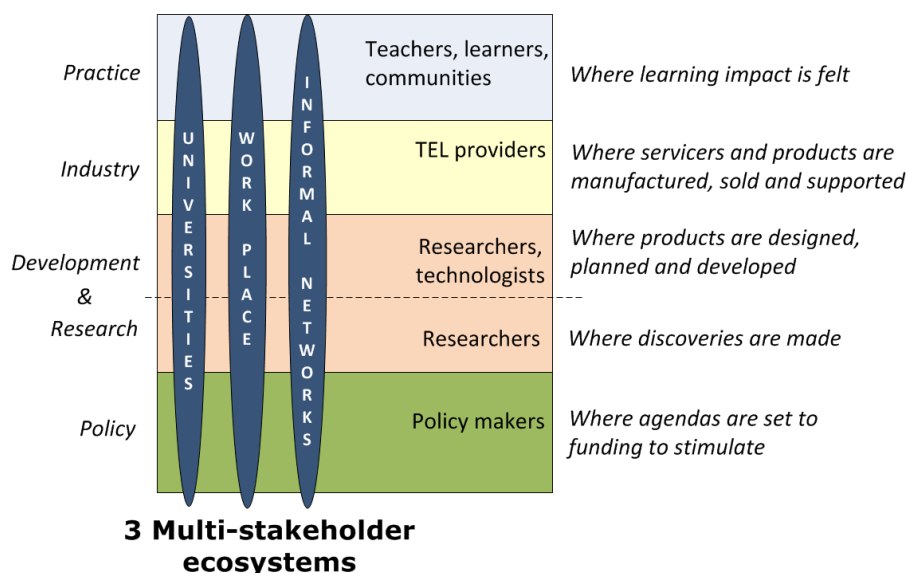 Practice
Teachers, learners,
communities
Where learning impact is felt
Industry
TEL providers
Where servicers and products are
manufactured, sold and supported
Development
&
Research
Researchers,
technologists
Where products are designed,
planned and developed
Researchers
Where discoveries are made
Policy
Policy makers
Where agendas are set to
funding to stimulate
UNIVERSITIES
WORK PLACE
INFORMAL NETWORKS
3 Multi-stakeholder
ecosystems